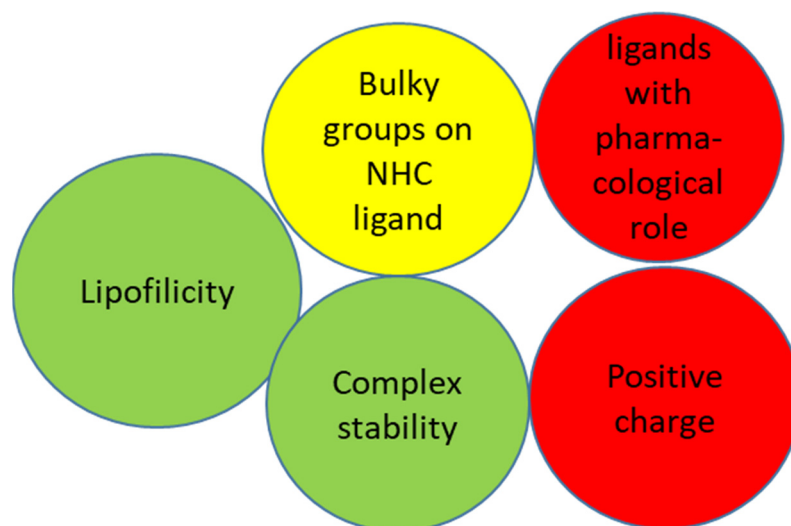 Lipofilicity
Bulky
groups on
NHC
ligand
Complex
stability
ligands
with
pharma-
cological
role
Positive
charge